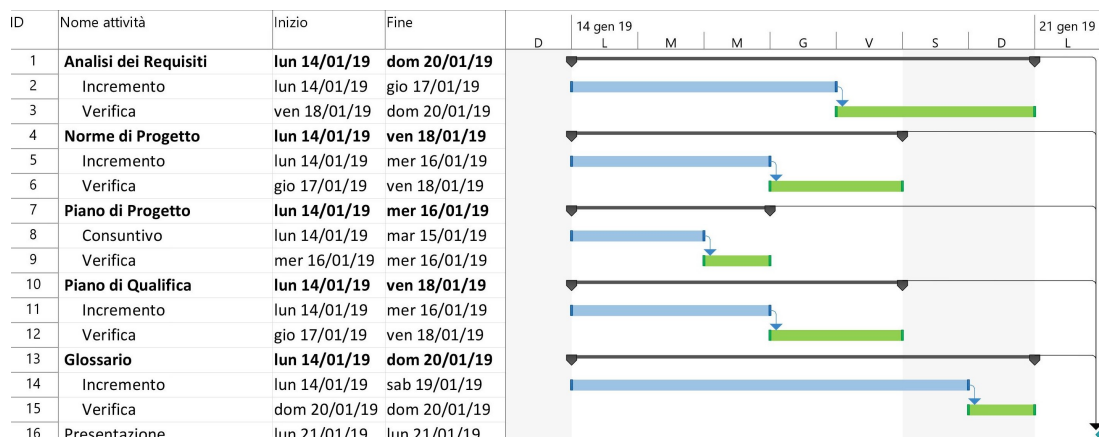 ID Nome attività Inizio Fine 14 gen 19 21 gen 19
D L M M G V S D L
1 Analisi dei Requisiti lun 14/01/19 dom 20/01/19
2 Incremento lun 14/01/19 gio 17/01/19
3 Verifica ven 18/01/19 dom 20/01/19
4 Norme di Progetto lun 14/01/19 ven 18/01/19
5 Incremento lun 14/01/19 mer 16/01/19
6 Verifica gio 17/01/19 ven 18/01/19
7 Piano di Progetto lun 14/01/19 mer 16/01/19
8 Consuntivo lun 14/01/19 mar 15/01/19
9 Verifica mer 16/01/19 mer 16/01/19
10 Piano di Qualifica lun 14/01/19 ven 18/01/19
11 Incremento lun 14/01/19 mer 16/01/19
12 Verifica gio 17/01/19 ven 18/01/19
13 Glossario lun 14/01/19 dom 20/01/19
14 Incremento lun 14/01/19 sab 19/01/19
15 Verifica dom 20/01/19 dom 20/01/19
16 Presentazione lun 21/01/19 lun 21/01/19